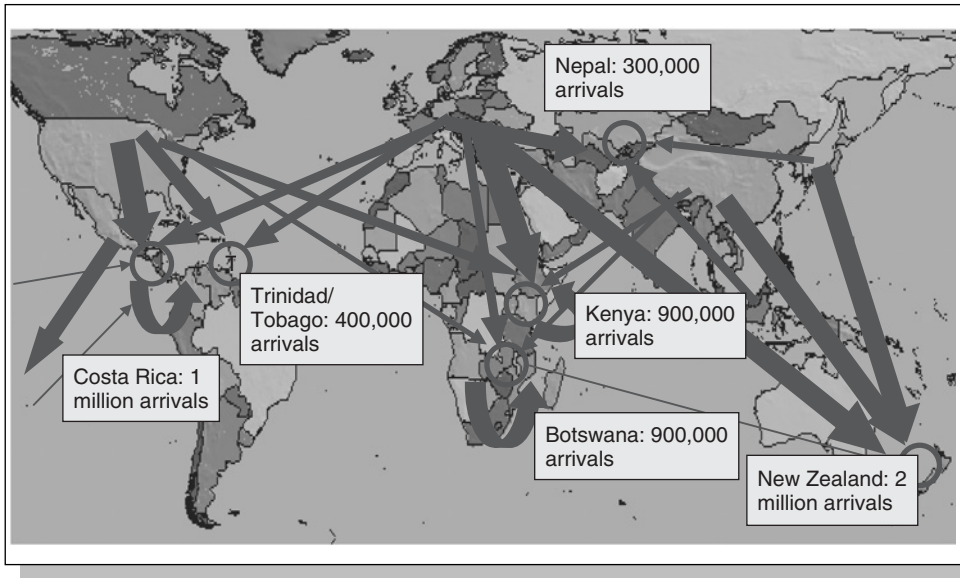 Nepal: 300,000
arrivals
Trinidad/
Tobago: 400,000
arrivals
Kenya: 900,000
arrivals
Costa Rica: 1
million arrivals
Botswana: 900,000
arrivals
New Zealand: 2
million arrivals